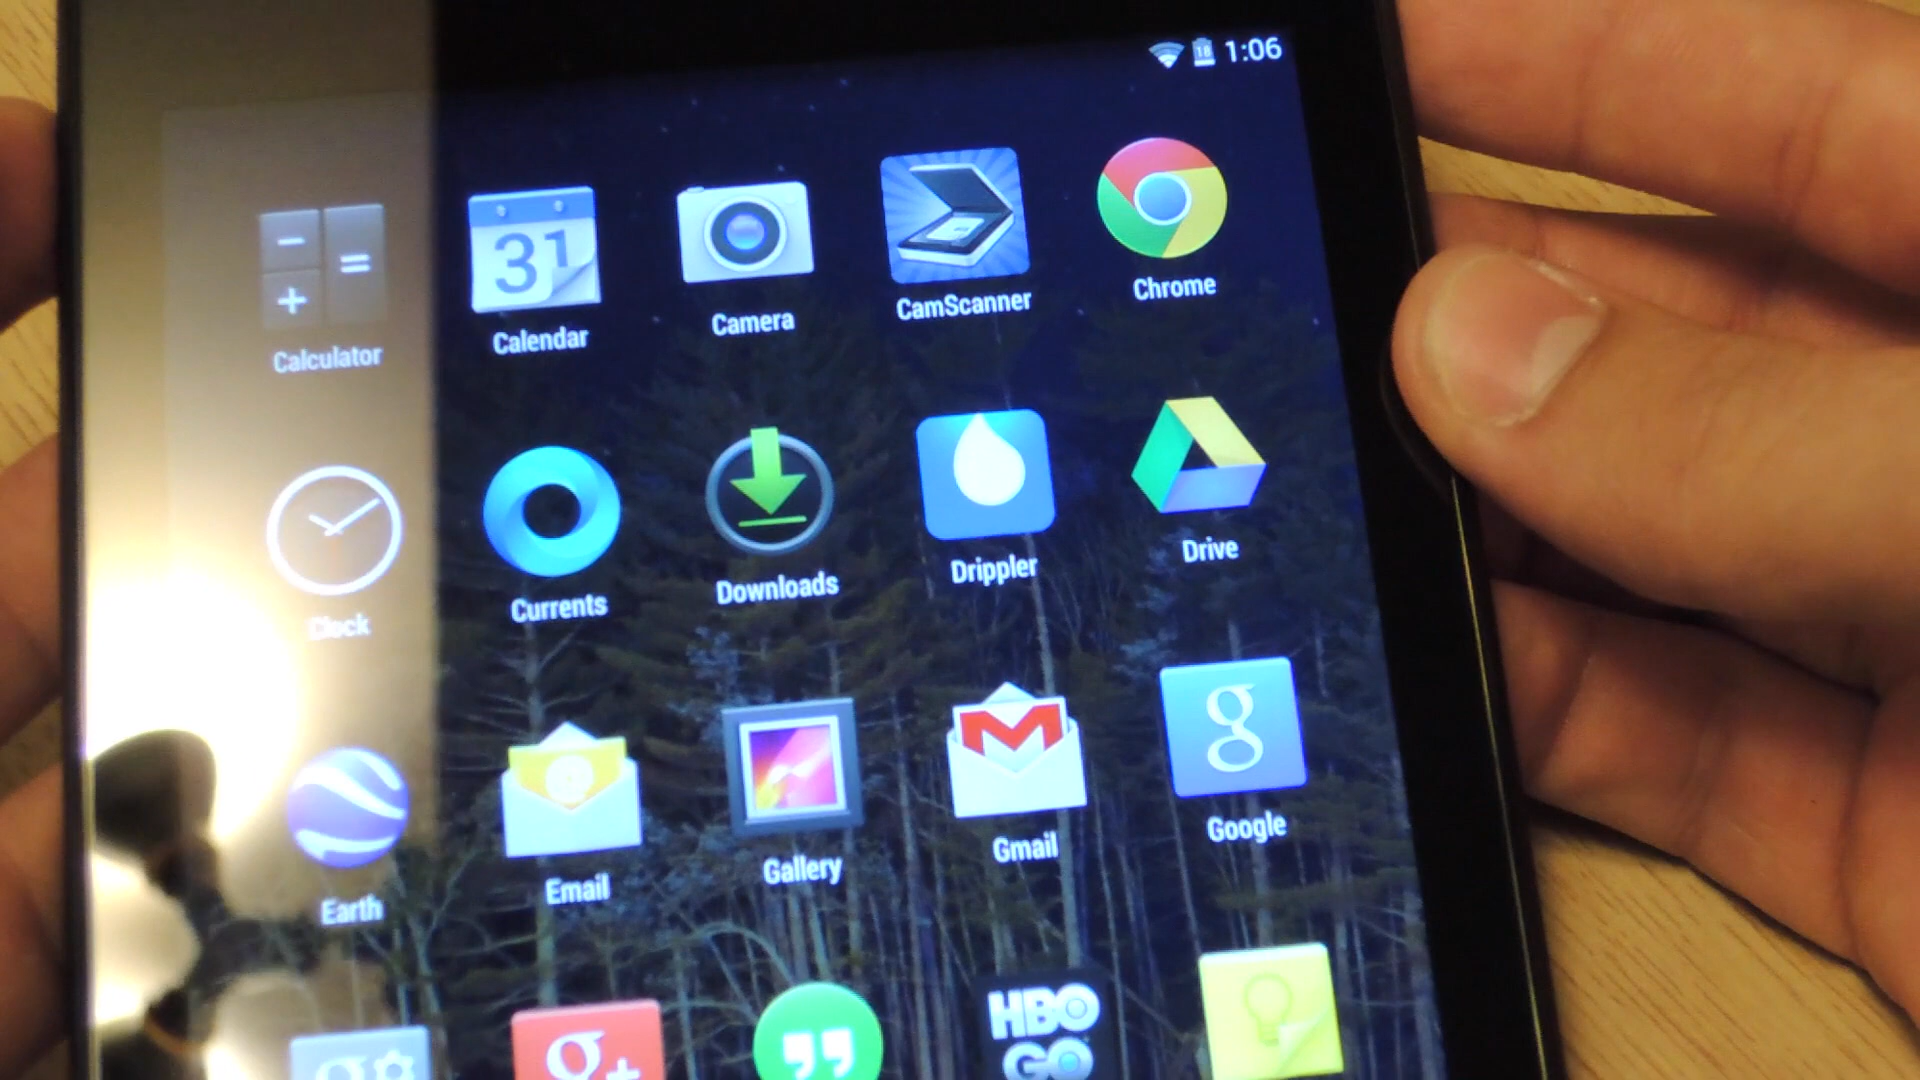 18 1:06
31
Calculator
Calendar
Camera
CamScanner
Chrome
Clock
Currents
Downloads
Drippler
Drive
Earth
Email
Gallery
Gmail
g
Google
g
g+
HBO
GO